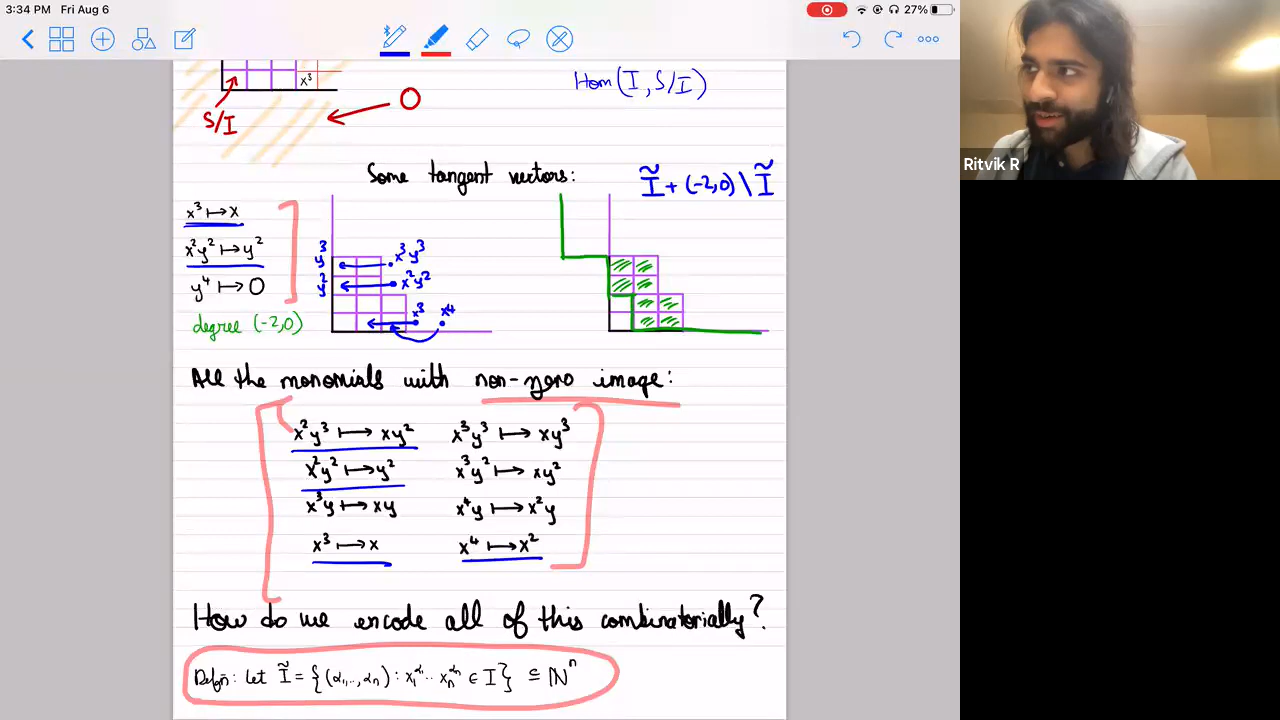 3:34 PM Fri Aug 6
27%
x³
Hom(I, S/I)
S/I
0
Some tangent vectors:
Ĩ + (-2,0) \ Ĩ
x³ ↦ x
x²y² ↦ y²
y⁴ ↦ 0
degree (-2,0)
y³
x³y³
y²
x²y²
x³
x⁴
All the monomials with non-zero image:
x²y³ ↦ xy²
x³y³ ↦ xy³
x²y² ↦ y²
x³y² ↦ xy²
x³y ↦ xy
x⁴y ↦ x²y
x³ ↦ x
x⁴ ↦ x²
How do we encode all of this combinatorially?
Defn: Let Ĩ = {(α₁,..,αₙ) : x₁^α₁ ... xₙ^αₙ ∈ I} ⊆ ℕⁿ
Ritvik R